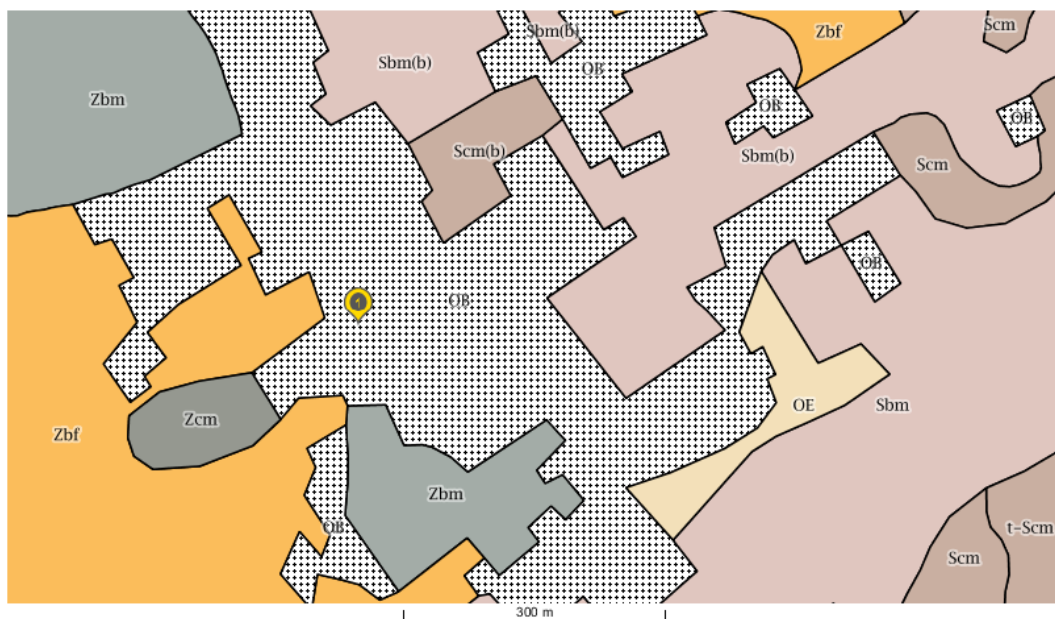 Sbm(b)
Scm
Zbf
Sbm(b)
OB
Zbm
OB
OB
Scm(b)
Sbm(b)
Scm
OB
1
OB
Zcm
OE
Sbm
Zbf
Zbm
OB
t-Scm
Scm
300 m